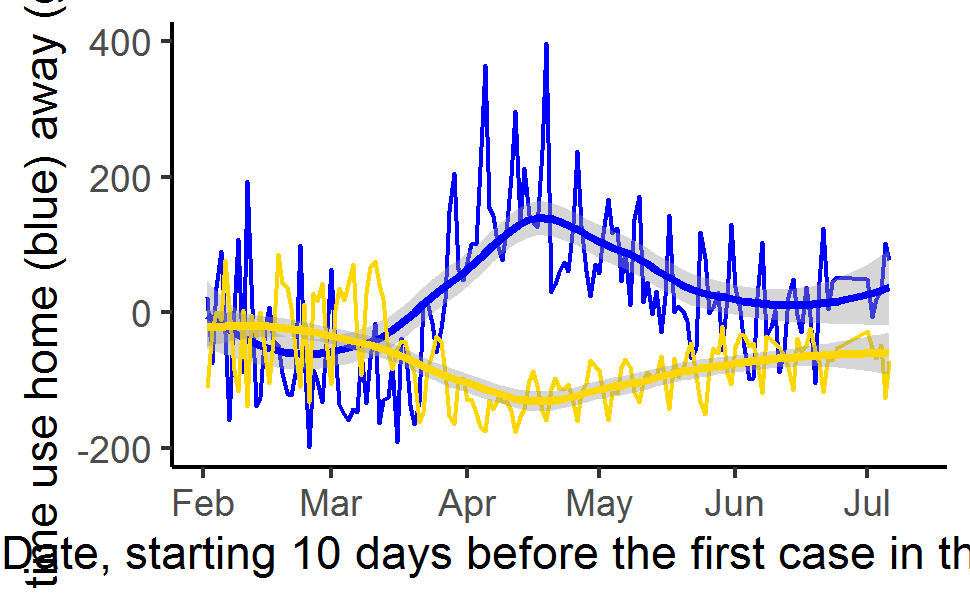 400
200
0
-200
time use home (blue) away (
Feb Mar Apr May Jun Jul
Date, starting 10 days before the first case in th